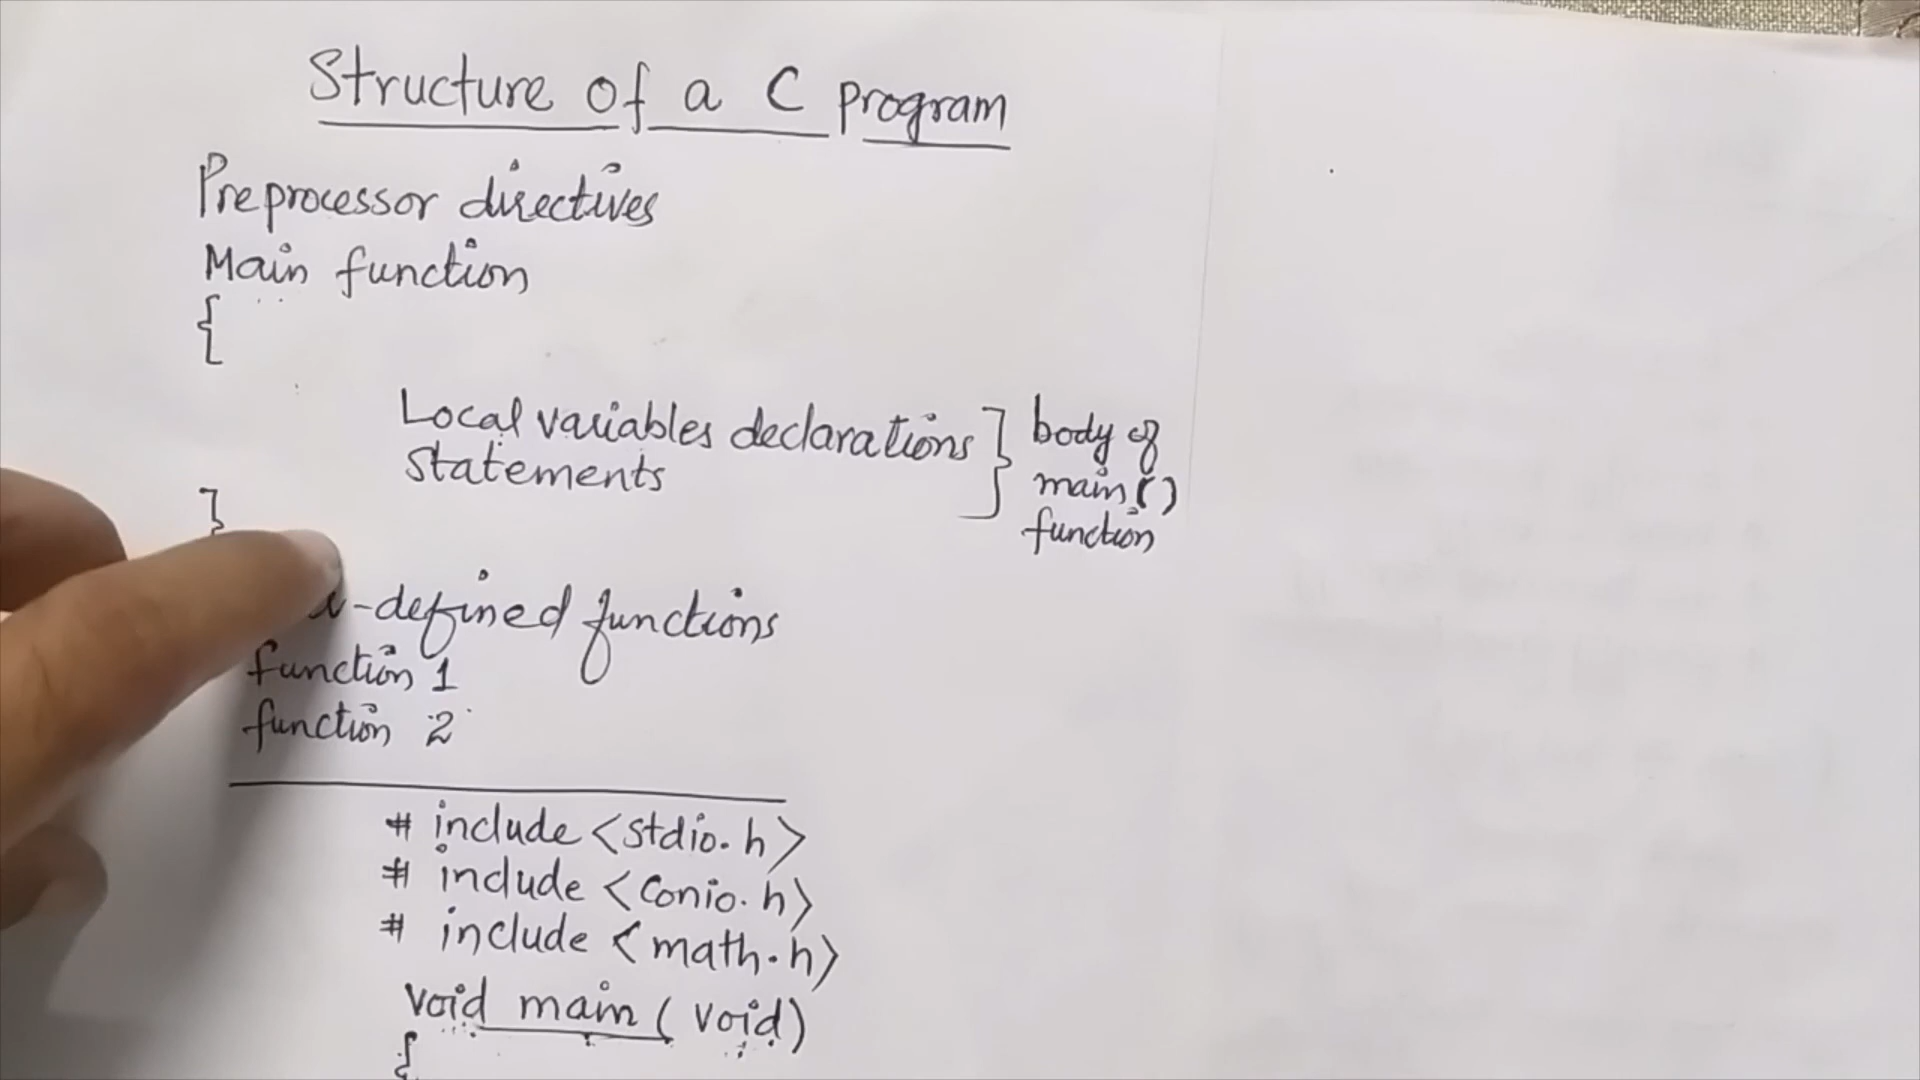 Structure of a C program
Preprocessor directives
Main function
{
Local variables declarations } body of
statements main()
function
}
-defined functions
function 1
function 2
# include <stdio.h>
# include <conio.h>
# include <math.h>
void main (void)
{